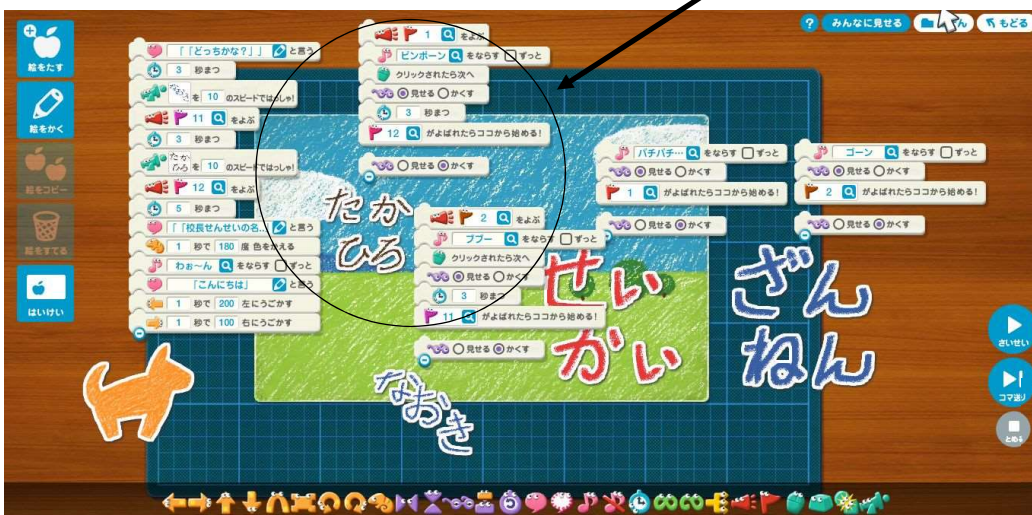 ? みんなに見せる
もどる
絵をたす
絵をかく
絵をコピー
絵をすてる
はいけい
「「どっちかな?」」 と言う
3 秒まつ
を 10 のスピードではっしゃ!
11 をよぶ
3 秒まつ
たかひろ を 10 のスピードではっしゃ!
12 をよぶ
5 秒まつ
「「校長せんせいの名... と言う
1 秒で 180 度 色をかえる
わぉ~ん をならす ずっと
「こんにちは」 と言う
1 秒で 200 左にうごかす
1 秒で 100 右にうごかす
1 をよぶ
ピンポーン をならす ずっと
クリックされたら次へ
見せる かくす
3 秒まつ
12 がよばれたらココから始める!
見せる かくす
たか
ひろ
2 をよぶ
ブブー をならす ずっと
クリックされたら次へ
見せる かくす
3 秒まつ
11 がよばれたらココから始める!
見せる かくす
なおき
パチパチ… をならす ずっと
見せる かくす
1 がよばれたらココから始める!
見せる かくす
せい
かい
ゴーン をならす ずっと
見せる かくす
2 がよばれたらココから始める!
見せる かくす
ざん
ねん
さいせい
コマ送り
とめる